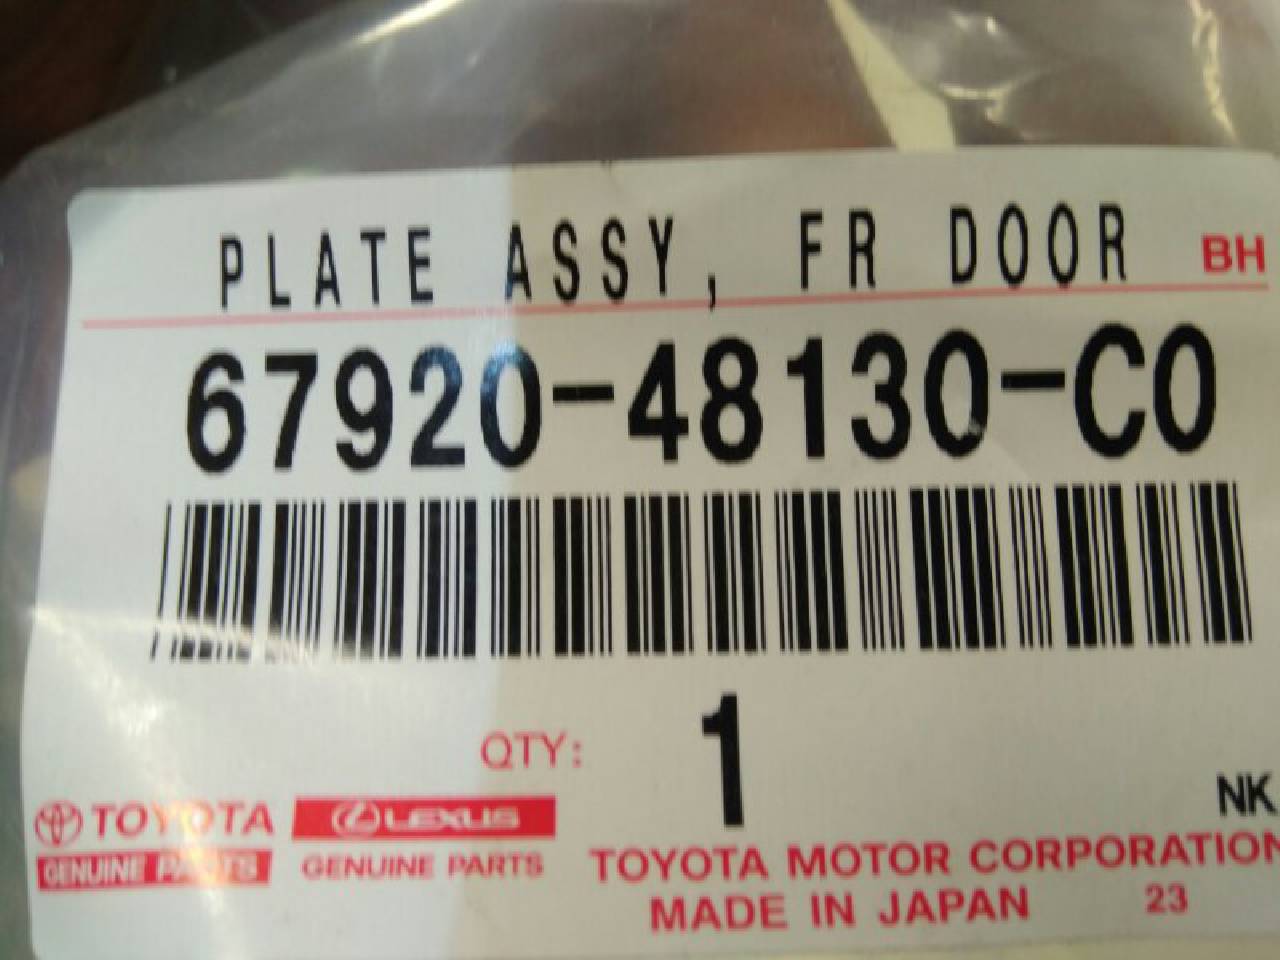 PLATE ASSY, FR DOOR BH
67920-48130-C0
QTY: 1
NK
TOYOTA LEXUS
GENUINE PARTS GENUINE PARTS
TOYOTA MOTOR CORPORATION
MADE IN JAPAN 23